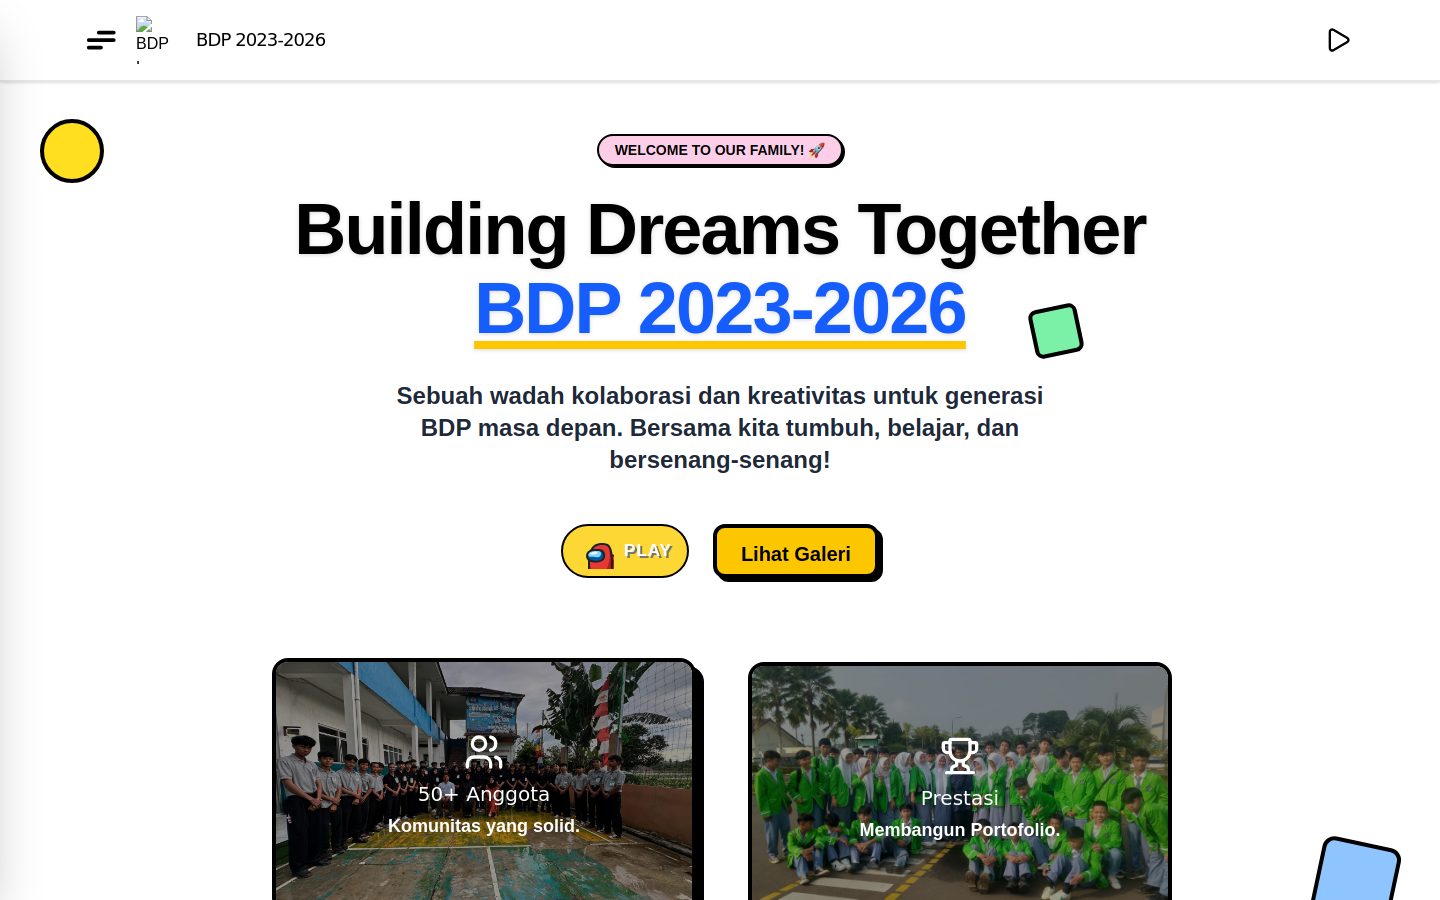 BDP
BDP 2023-2026
WELCOME TO OUR FAMILY! 🚀
Building Dreams Together
BDP 2023-2026
Sebuah wadah kolaborasi dan kreativitas untuk generasi
BDP masa depan. Bersama kita tumbuh, belajar, dan
bersenang-senang!
PLAY
Lihat Galeri
50+ Anggota
Komunitas yang solid.
Prestasi
Membangun Portofolio.